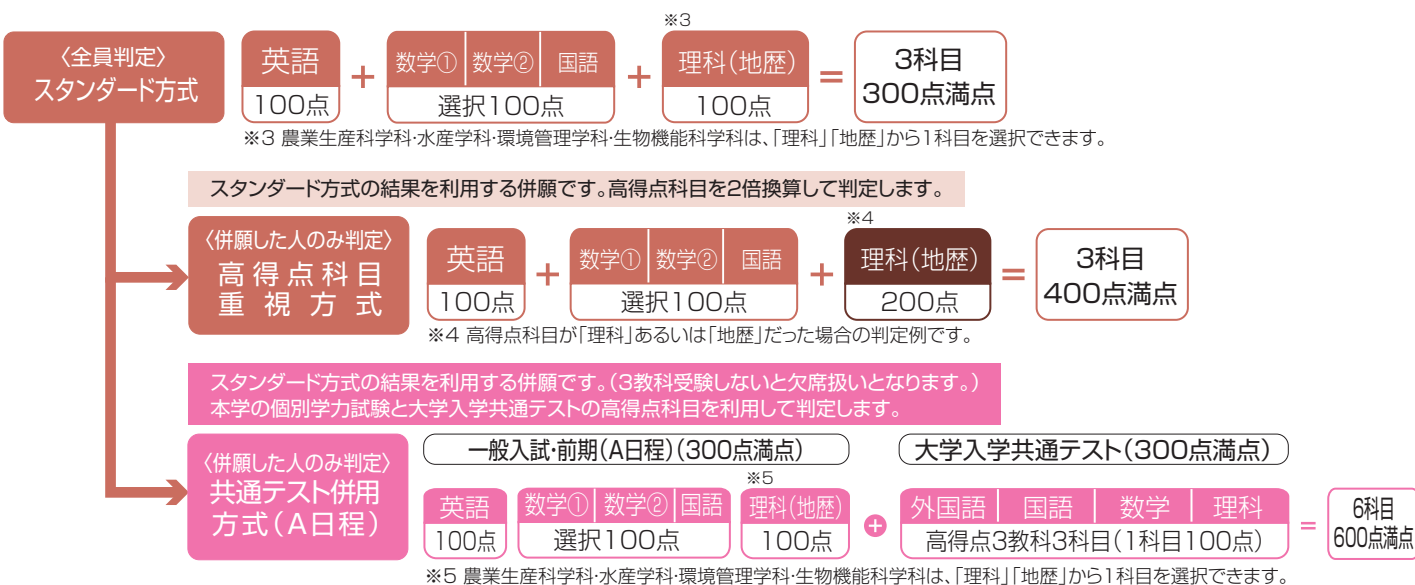 〈全員判定〉
スタンダード方式
英語
100点
+
数学① 数学② 国語
選択100点
+
※3
理科(地歴)
100点
=
3科目
300点満点
※3 農業生産科学科・水産学科・環境管理学科・生物機能科学科は、「理科」「地歴」から1科目を選択できます。
スタンダード方式の結果を利用する併願です。高得点科目を2倍換算して判定します。
〈併願した人のみ判定〉
高得点科目
重視方式
英語
100点
+
数学① 数学② 国語
選択100点
+
※4
理科(地歴)
200点
=
3科目
400点満点
※4 高得点科目が「理科」あるいは「地歴」だった場合の判定例です。
スタンダード方式の結果を利用する併願です。(3教科受験しないと欠席扱いとなります。)
本学の個別学力試験と大学入学共通テストの高得点科目を利用して判定します。
〈併願した人のみ判定〉
共通テスト併用
方式(A日程)
一般入試・前期(A日程)(300点満点)
英語
100点
数学① 数学② 国語
選択100点
※5
理科(地歴)
100点
+
大学入学共通テスト(300点満点)
外国語 国語 数学 理科
高得点3教科3科目(1科目100点)
=
6科目
600点満点
※5 農業生産科学科・水産学科・環境管理学科・生物機能科学科は、「理科」「地歴」から1科目を選択できます。